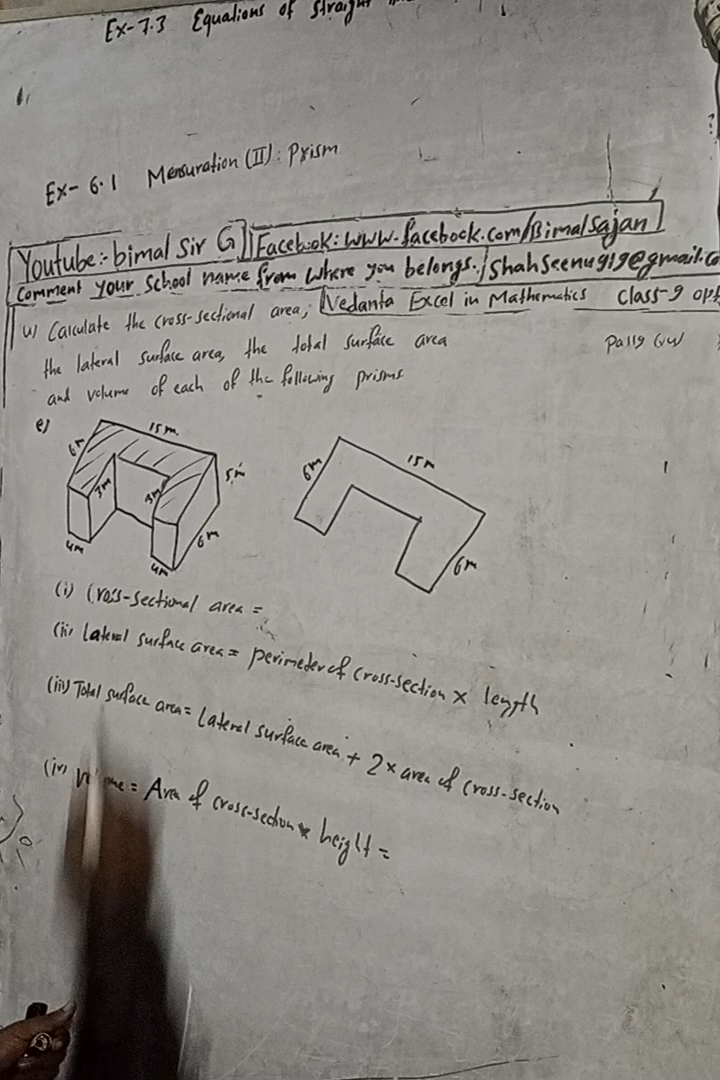 Ex-7.3 Equations of straight
Ex- 6.1 Mensuration (II): Prism
Youtube:- bimal Sir G Facebook: www.facebook.com/Bimalsajan
Comment your School name from where you belongs. shahseenu919@gmail.co
4) Calculate the cross-sectional area, Vedanta Excel in Mathematics Class-9 opt
the lateral surface area, the total surface area
and volume of each of the following prisms
e)
15m.
6m
3m
3m
5m
6m
4m
4m
15m
6m
6m
(i) Cross-sectional area =
(ii) Lateral surface area = perimeter of cross-section × length
(iii) Total surface area = Lateral surface area + 2× area of cross-section
(iv) = Area of cross-section × height =